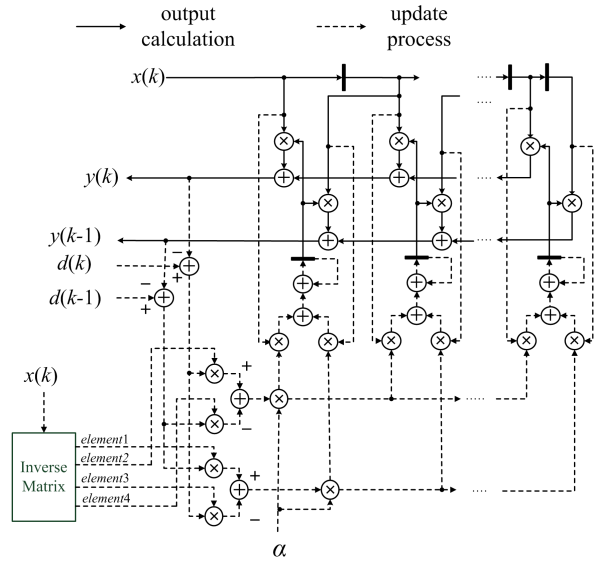 output calculation
update process
x(k)
y(k)
y(k-1)
d(k)
d(k-1)
x(k)
Inverse Matrix
element1
element2
element3
element4
α